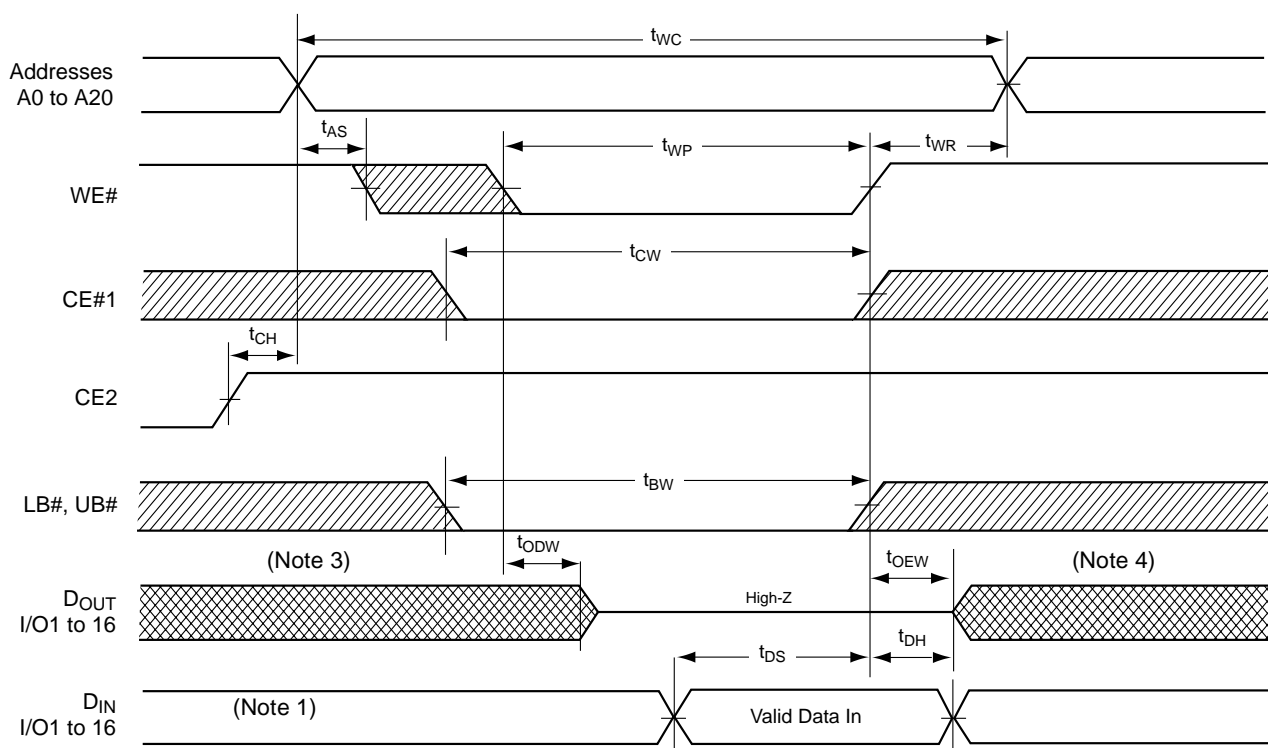 tWC
Addresses
A0 to A20
tAS
tWP
tWR
WE#
tCW
CE#1
tCH
CE2
tBW
LB#, UB#
(Note 3)
tODW
tOEW
(Note 4)
DOUT
I/O1 to 16
High-Z
tDS
tDH
DIN
I/O1 to 16
(Note 1)
Valid Data In